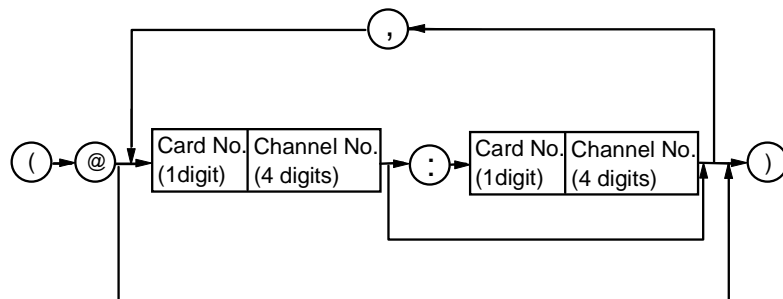 ,
( @ Card No. (1digit) Channel No. (4 digits) : Card No. (1digit) Channel No. (4 digits) )